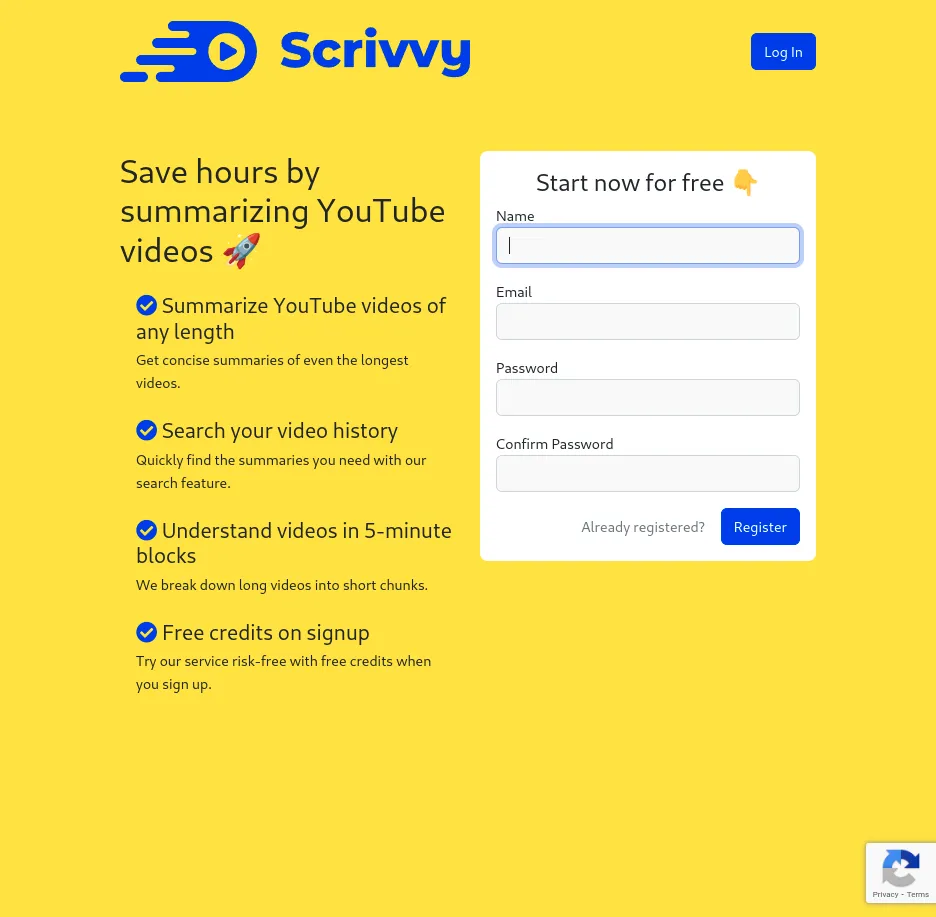 Scrivvy
Log In
Save hours by
summarizing YouTube
videos 🚀
Summarize YouTube videos of
any length
Get concise summaries of even the longest
videos.
Search your video history
Quickly find the summaries you need with our
search feature.
Understand videos in 5-minute
blocks
We break down long videos into short chunks.
Free credits on signup
Try our service risk-free with free credits when
you sign up.
Start now for free 👇
Name
Email
Password
Confirm Password
Already registered?
Register
Privacy - Terms